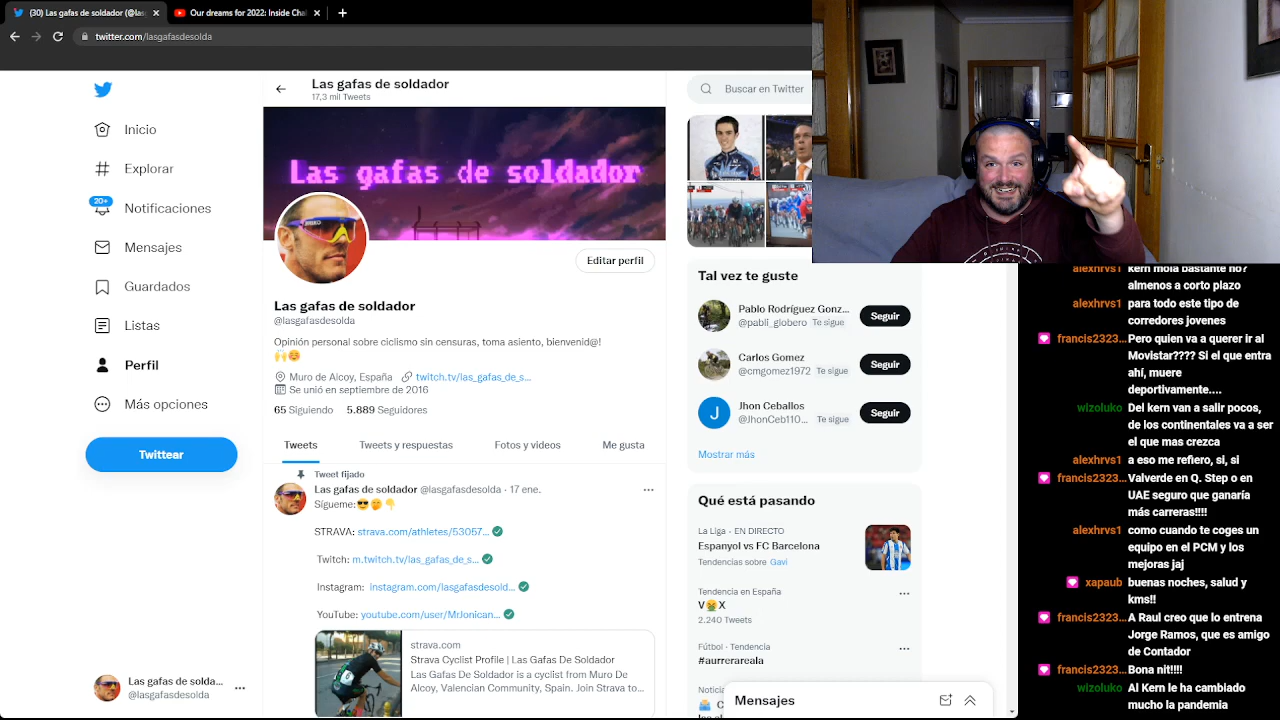 (30) Las gafas de soldador (@las
Our dreams for 2022: Inside Chal
twitter.com/lasgafasdesolda
Las gafas de soldador
17,3 mil Tweets
Inicio
Explorar
20+
Notificaciones
Mensajes
Guardados
Listas
Perfil
Más opciones
Twittear
Las gafas de solda...
@lasgafasdesolda
Las gafas de soldador
Editar perfil
Las gafas de soldador
@lasgafasdesolda
Opinión personal sobre ciclismo sin censuras, toma asiento, bienvenid@!
🙌😊
Muro de Alcoy, España twitch.tv/las_gafas_de_s...
Se unió en septiembre de 2016
65 Siguiendo 5.889 Seguidores
Tweets Tweets y respuestas Fotos y videos Me gusta
Tweet fijado
Las gafas de soldador @lasgafasdesolda · 17 ene.
Sígueme:😎🤭👇
STRAVA: strava.com/athletes/53057...
Twitch: m.twitch.tv/las_gafas_de_s...
Instagram: instagram.com/lasgafasdesold...
YouTube: youtube.com/user/MrJonican...
strava.com
Strava Cyclist Profile | Las Gafas De Soldador
Las Gafas De Soldador is a cyclist from Muro De
Alcoy, Valencian Community, Spain. Join Strava to...
Buscar en Twitter
Tal vez te guste
Pablo Rodríguez Gonz...
@pabli_globero Te sigue
Seguir
Carlos Gomez
@cmgomez1972 Te sigue
Seguir
J
Jhon Ceballos
@JhonCeb110... Te sigue
Seguir
Mostrar más
Qué está pasando
La Liga · EN DIRECTO
Espanyol vs FC Barcelona
Tendencias sobre Gavi
Tendencia en España
V🤮X
2.240 Tweets
Fútbol · Tendencia
#aurrerareala
Noticia
Mensajes
alexhrvs1 kern mola bastante no?
almenos a corto plazo
alexhrvs1 para todo este tipo de
corredores jovenes
francis2323... Pero quien va a querer ir al
Movistar???? Si el que entra
ahí, muere
deportivamente....
wizoluko Del kern van a salir pocos,
de los continentales va a ser
el que mas crezca
alexhrvs1 a eso me refiero, si, si
francis2323... Valverde en Q. Step o en
UAE seguro que ganaría
más carreras!!!!
alexhrvs1 como cuando te coges un
equipo en el PCM y los
mejoras jaj
xapaub buenas noches, salud y
kms!!
francis2323... A Raul creo que lo entrena
Jorge Ramos, que es amigo
de Contador
francis2323... Bona nit!!!!
wizoluko Al Kern le ha cambiado
mucho la pandemia